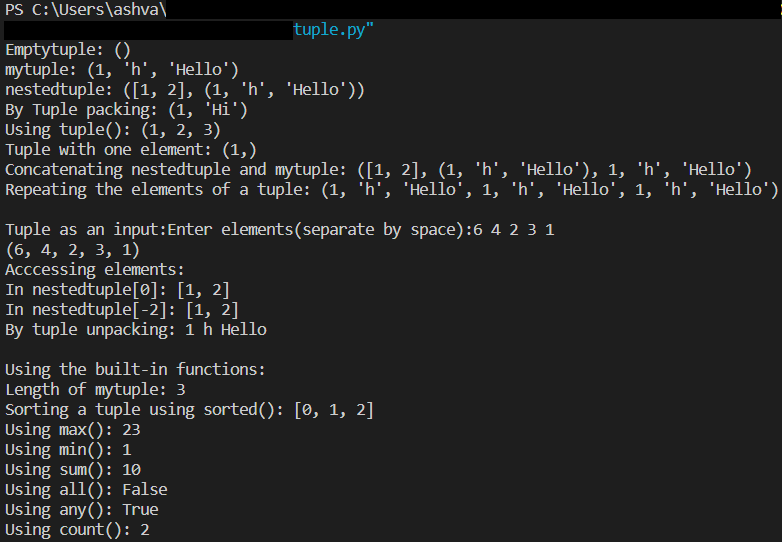 PS C:\Users\ashva\
tuple.py"
Emptytuple: ()
mytuple: (1, 'h', 'Hello')
nestedtuple: ([1, 2], (1, 'h', 'Hello'))
By Tuple packing: (1, 'Hi')
Using tuple(): (1, 2, 3)
Tuple with one element: (1,)
Concatenating nestedtuple and mytuple: ([1, 2], (1, 'h', 'Hello'), 1, 'h', 'Hello')
Repeating the elements of a tuple: (1, 'h', 'Hello', 1, 'h', 'Hello', 1, 'h', 'Hello')
Tuple as an input:Enter elements(separate by space):6 4 2 3 1
(6, 4, 2, 3, 1)
Acccessing elements:
In nestedtuple[0]: [1, 2]
In nestedtuple[-2]: [1, 2]
By tuple unpacking: 1 h Hello
Using the built-in functions:
Length of mytuple: 3
Sorting a tuple using sorted(): [0, 1, 2]
Using max(): 23
Using min(): 1
Using sum(): 10
Using all(): False
Using any(): True
Using count(): 2